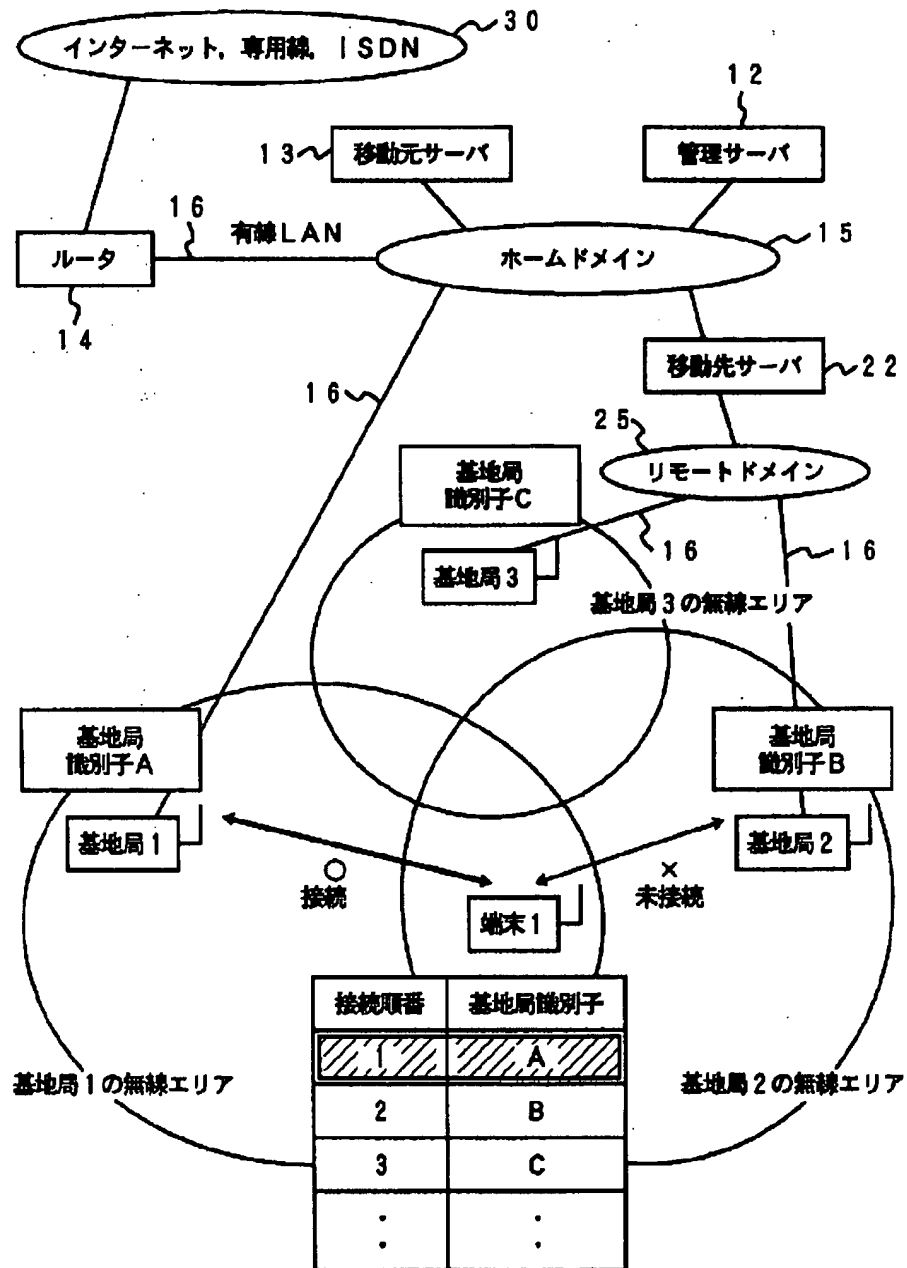 インターネット，専用線，ISDN
30
12
13
移動元サーバ
管理サーバ
16
有線LAN
15
ルータ
ホームドメイン
14
移動先サーバ
22
16
25
基地局
識別子C
リモートドメイン
16
16
基地局3
基地局3の無線エリア
基地局
識別子A
基地局
識別子B
基地局1
基地局2
○
接続
×
未接続
端末1
接続順番 基地局識別子
1 A
基地局1の無線エリア
基地局2の無線エリア
2 B
3 C
・ ・
・ ・